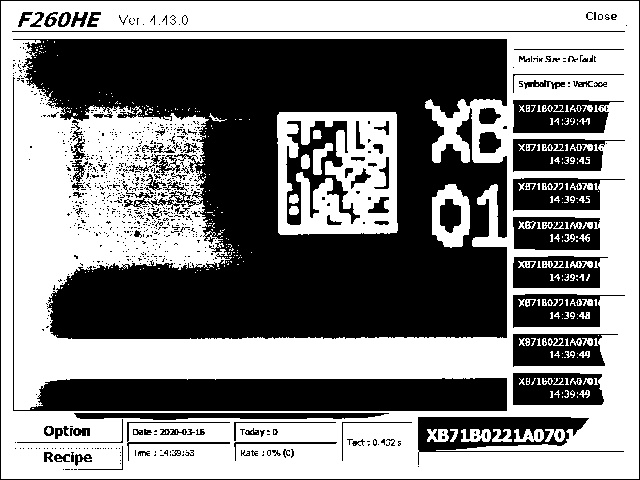 F260HE Ver. 4.43.0
Close
Matrix Size : Default
SymbolType : VeriCode
XB71B0221A070160
14:39:44
XB71B0221A07016
14:39:45
XB71B0221A07016
14:39:45
XB71B0221A07016
14:39:46
XB71B0221A07016
14:39:47
XB71B0221A07016
14:39:48
XB71B0221A07016
14:39:49
XB71B0221A07016
14:39:49
XB
01
Option
Recipe
Date : 2020-03-16
Time : 14:39:53
Today : 0
Rate : 0% (0)
Tact : 0.432 s
XB71B0221A0701